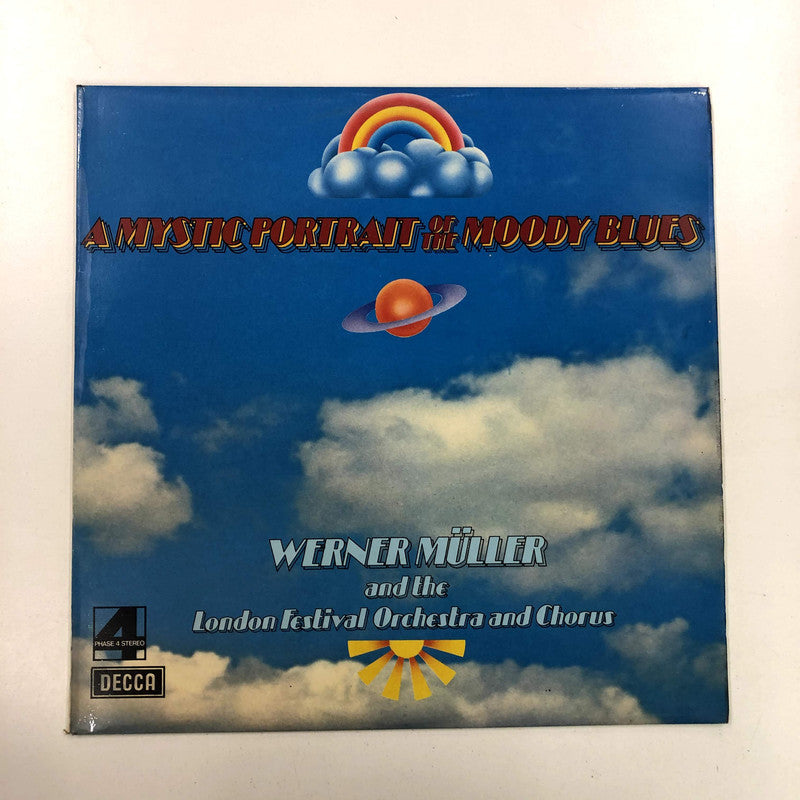 A MYSTIC PORTRAIT OF THE MOODY BLUES
WERNER MÜLLER
and the
London Festival Orchestra and Chorus
4
PHASE 4 STEREO
DECCA